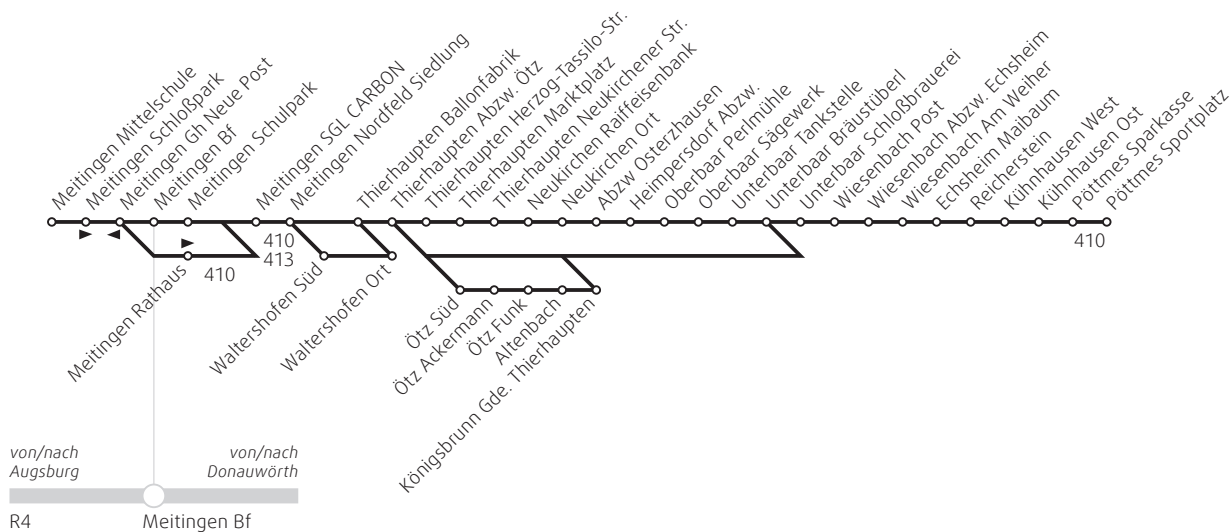 Meitingen Mittelschule
Meitingen Schloßpark
Meitingen Gh Neue Post
Meitingen Bf
Meitingen Schulpark
Meitingen SGL CARBON
Meitingen Nordfeld Siedlung
Thierhaupten Ballonfabrik
Thierhaupten Abzw. Ötz
Thierhaupten Herzog-Tassilo-Str.
Thierhaupten Marktplatz
Thierhaupten Neukirchener Str.
Neukirchen Raiffeisenbank
Neukirchen Ort
Abzw Osterzhausen
Heimpersdorf Abzw.
Oberbaar Perlmühle
Oberbaar Sägewerk
Unterbaar Tankstelle
Unterbaar Bräustüberl
Unterbaar Schloßbrauerei
Wiesenbach Post
Wiesenbach Abzw. Echsheim
Wiesenbach Am Weiher
Echsheim Maibaum
Reicherstein
Kühnhausen West
Kühnhausen Ost
Pöttmes Sparkasse
Pöttmes Sportplatz
410
413
410
410
Meitingen Rathaus
Waltershofen Süd
Waltershofen Ort
Ötz Süd
Ötz Ackermann
Ötz Funk
Altenbach
Königsbrunn Gde. Thierhaupten
von/nach
Augsburg
von/nach
Donauwörth
R4
Meitingen Bf